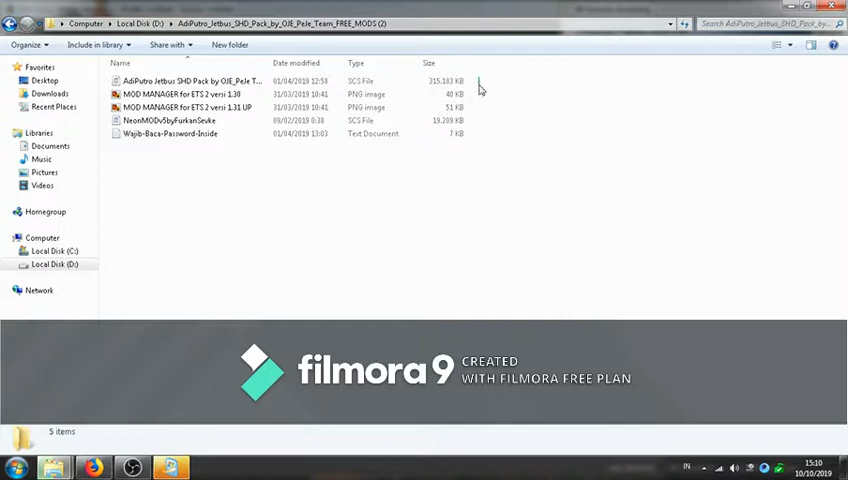 Computer ▸ Local Disk (D:) ▸ AdiPutro_Jetbus_SHD_Pack_by_OJE_PeJe_Team_FREE_MODS (2)
Search AdiPutro_Jetbus_SHD_Pack_by_...
Organize Include in library Share with New folder
Name Date modified Type Size
Favorites
Desktop
Downloads
Recent Places
Libraries
Documents
Music
Pictures
Videos
Homegroup
Computer
Local Disk (C:)
Local Disk (D:)
Network
AdiPutro Jetbus SHD Pack by OJE_PeJe T... 01/04/2019 12:58 SCS File 315.183 KB
MOD MANAGER for ETS 2 versi 1.30 31/03/2019 10:41 PNG image 40 KB
MOD MANAGER for ETS 2 versi 1.31 UP 31/03/2019 10:41 PNG image 51 KB
NeonMODv5byFurkanSevke 09/02/2019 0:38 SCS File 19.209 KB
Wajib-Baca-Password-Inside 01/04/2019 13:03 Text Document 7 KB
filmora9 CREATED
WITH FILMORA FREE PLAN
5 items
IN
15:10
10/10/2019